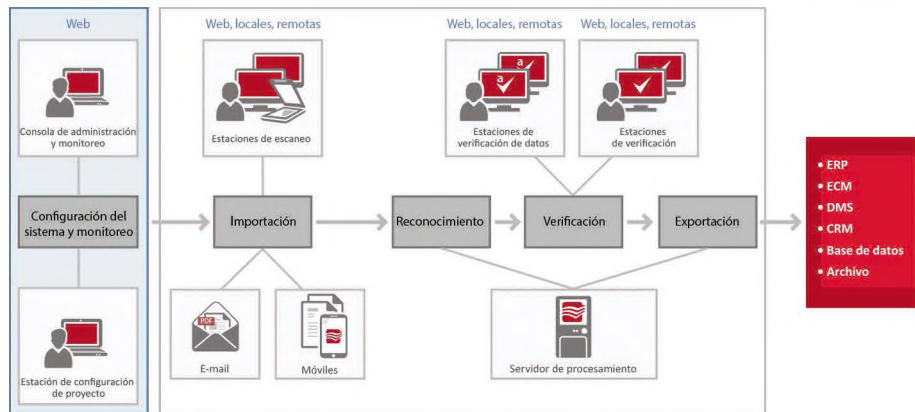 Web
Consola de administración
y monitoreo
Configuración del
sistema y monitoreo
Estación de configuración
de proyecto
Web, locales, remotas
Estaciones de escaneo
Importación
PDF
E-mail
Móviles
Reconocimiento
Web, locales, remotas
a
a
Estaciones de
verificación de datos
Web, locales, remotas
Estaciones
de verificación
Verificación
Exportación
Servidor de procesamiento
• ERP
• ECM
• DMS
• CRM
• Base de datos
• Archivo